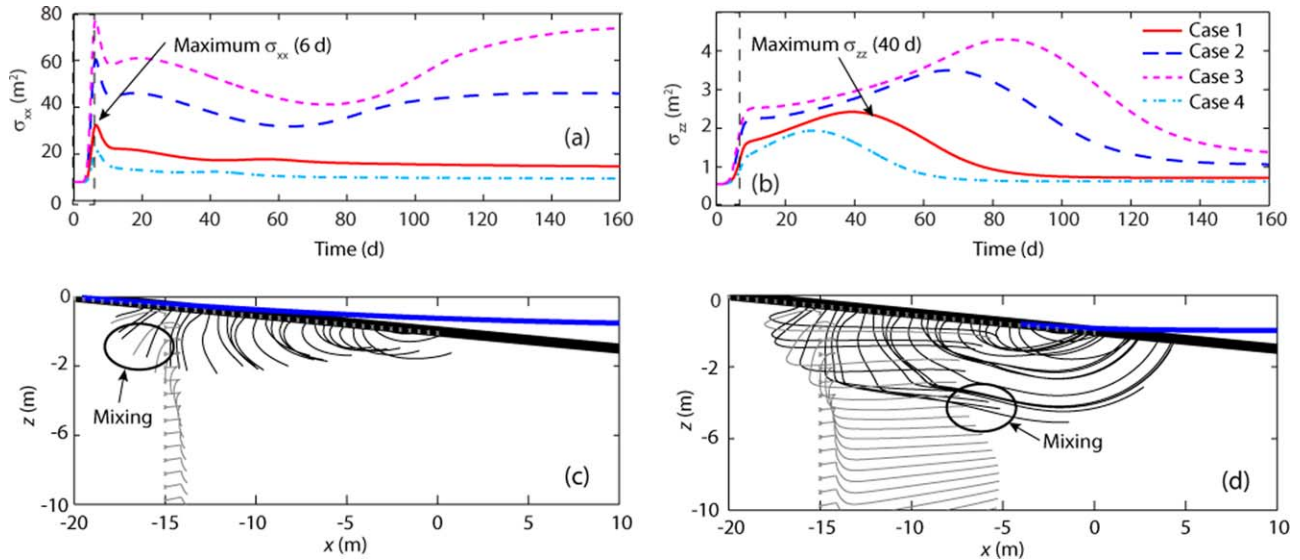 σxx (m²)
80
60
40
20
0
Maximum σxx (6 d)
(a)
0 20 40 60 80 100 120 140 160
Time (d)
σzz (m²)
4
3
2
1
0
Maximum σzz (40 d)
Case 1
Case 2
Case 3
Case 4
(b)
0 20 40 60 80 100 120 140 160
Time (d)
z (m)
0
-2
-6
-10
Mixing
(c)
-20 -15 -10 -5 0 5 10
x (m)
z (m)
0
-2
-4
-6
-8
-10
Mixing
(d)
-20 -15 -10 -5 0 5 10
x (m)